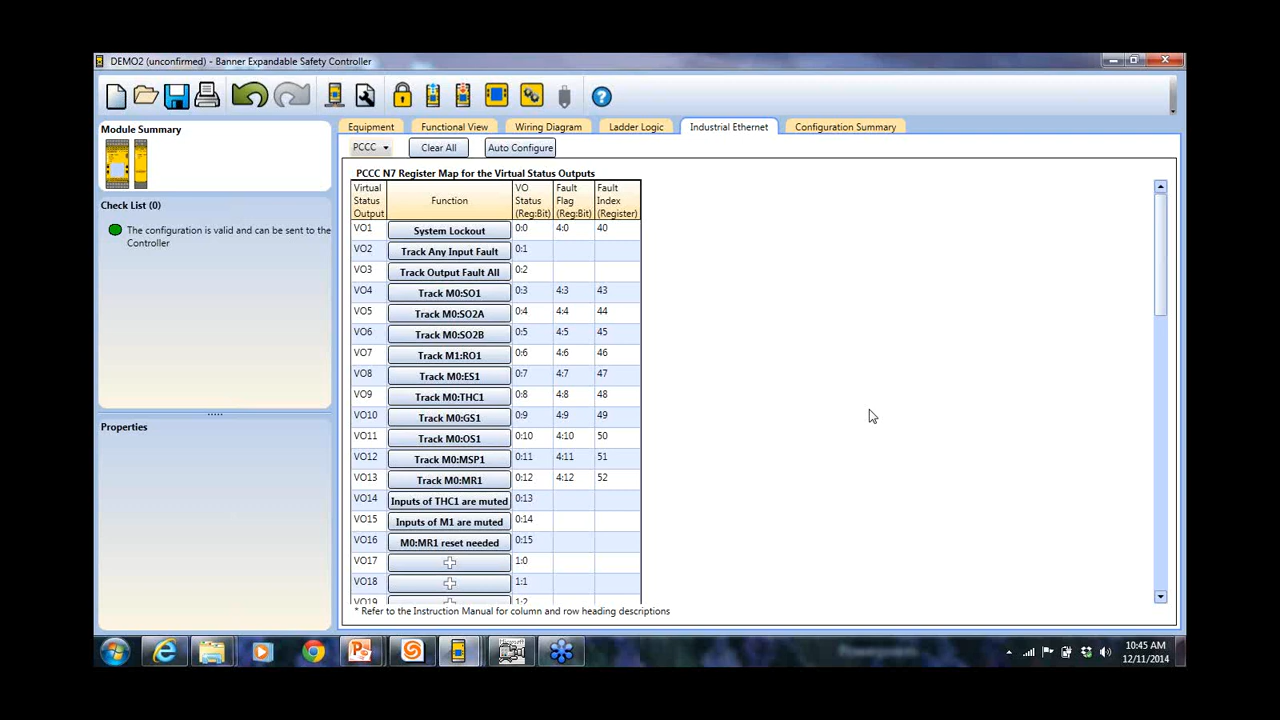 DEMO2 (unconfirmed) - Banner Expandable Safety Controller
Module Summary
Check List (0)
The configuration is valid and can be sent to the
Controller
Properties
Equipment Functional View Wiring Diagram Ladder Logic Industrial Ethernet Configuration Summary
PCCC Clear All Auto Configure
PCCC N7 Register Map for the Virtual Status Outputs
Virtual Status Output Function VO Status (Reg:Bit) Fault Flag (Reg:Bit) Fault Index (Register)
VO1 System Lockout 0:0 4:0 40
VO2 Track Any Input Fault 0:1
VO3 Track Output Fault All 0:2
VO4 Track M0:SO1 0:3 4:3 43
VO5 Track M0:SO2A 0:4 4:4 44
VO6 Track M0:SO2B 0:5 4:5 45
VO7 Track M1:RO1 0:6 4:6 46
VO8 Track M0:ES1 0:7 4:7 47
VO9 Track M0:THC1 0:8 4:8 48
VO10 Track M0:GS1 0:9 4:9 49
VO11 Track M0:OS1 0:10 4:10 50
VO12 Track M0:MSP1 0:11 4:11 51
VO13 Track M0:MR1 0:12 4:12 52
VO14 Inputs of THC1 are muted 0:13
VO15 Inputs of M1 are muted 0:14
VO16 M0:MR1 reset needed 0:15
VO17 1:0
VO18 1:1
VO19 1:2
* Refer to the Instruction Manual for column and row heading descriptions
10:45 AM
12/11/2014